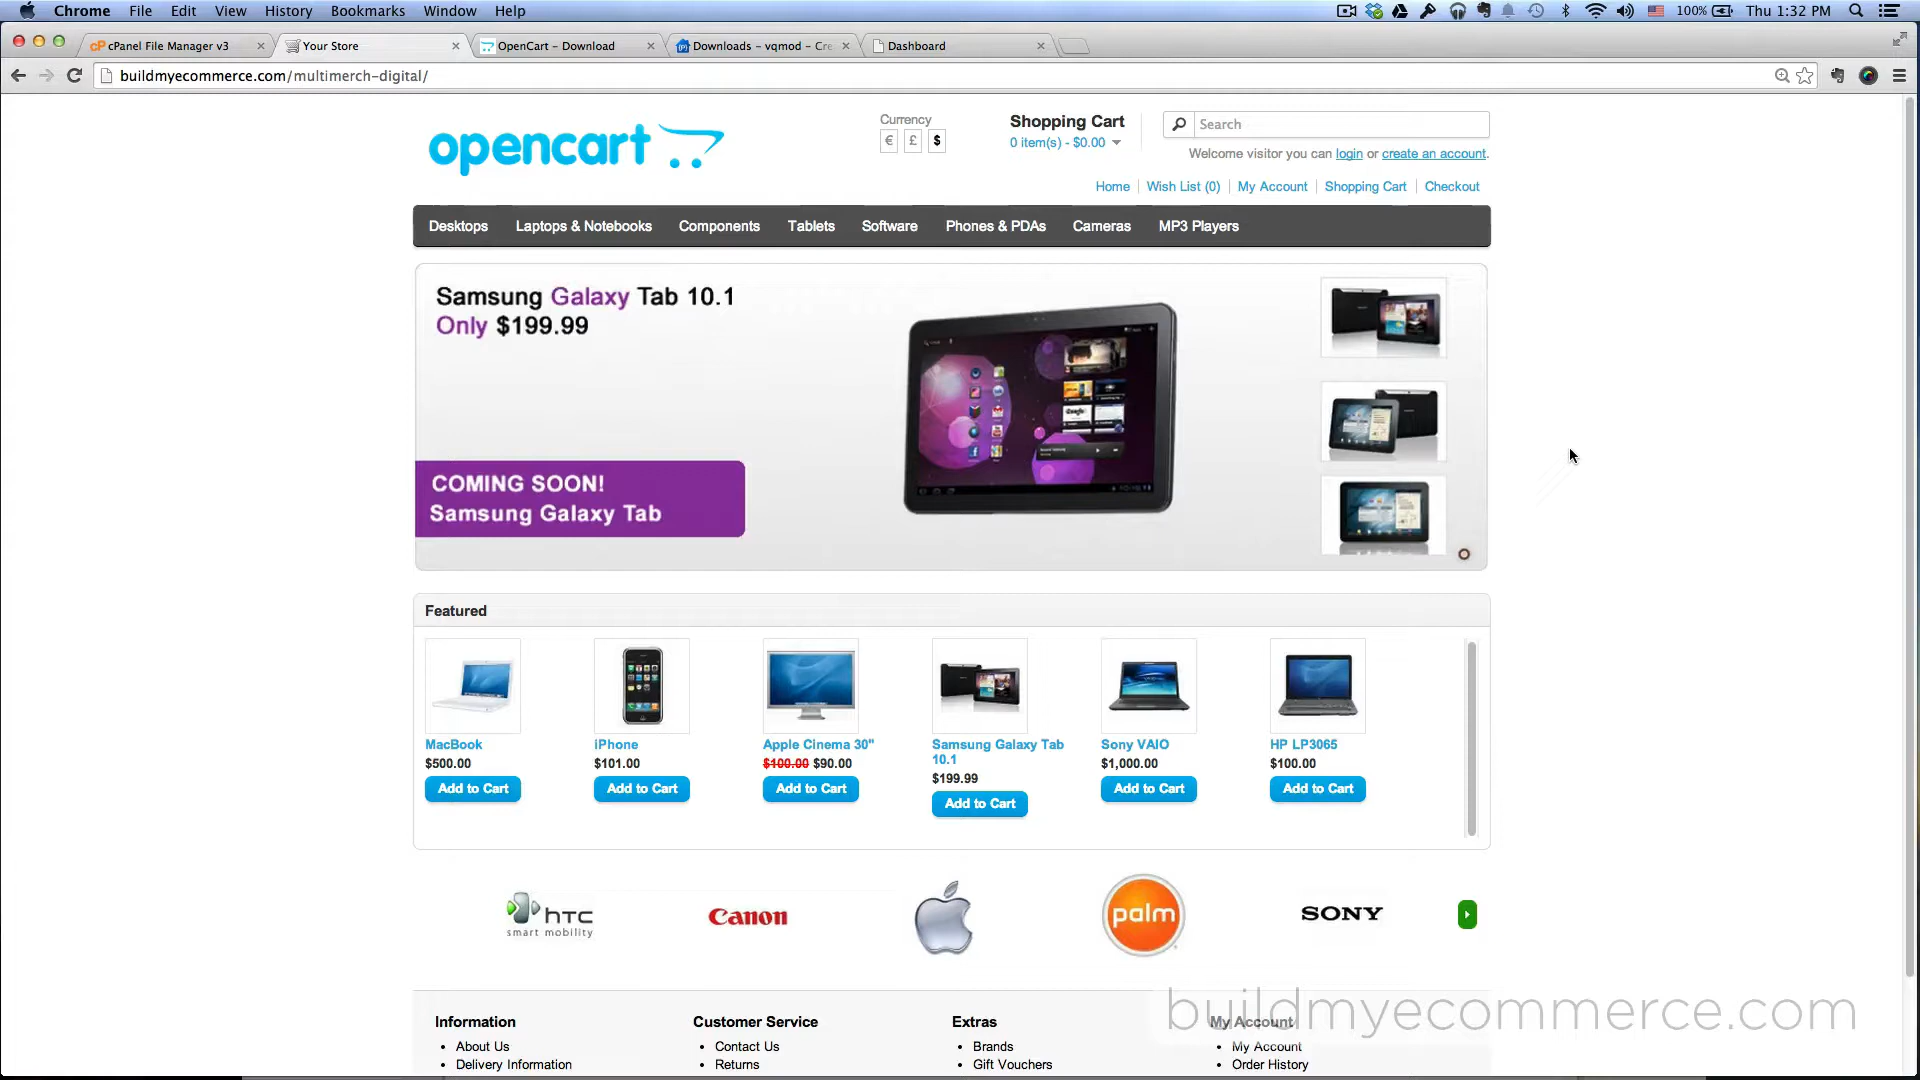 Chrome File Edit View History Bookmarks Window Help 100% Thu 1:32 PM
cPanel File Manager v3 Your Store OpenCart - Download Downloads - vqmod - Cre Dashboard
buildmyecommerce.com/multimerch-digital/
opencart
Currency
€ £ $
Shopping Cart
0 item(s) - $0.00
Search
Welcome visitor you can login or create an account.
Home Wish List (0) My Account Shopping Cart Checkout
Desktops Laptops & Notebooks Components Tablets Software Phones & PDAs Cameras MP3 Players
Samsung Galaxy Tab 10.1
Only $199.99
COMING SOON!
Samsung Galaxy Tab
Featured
MacBook
$500.00
Add to Cart
iPhone
$101.00
Add to Cart
Apple Cinema 30"
$100.00 $90.00
Add to Cart
Samsung Galaxy Tab
10.1
$199.99
Add to Cart
Sony VAIO
$1,000.00
Add to Cart
HP LP3065
$100.00
Add to Cart
htc
smart mobility
Canon
palm
SONY
Information
About Us
Delivery Information
Customer Service
Contact Us
Returns
Extras
Brands
Gift Vouchers
My Account
My Account
Order History
buildmyecommerce.com